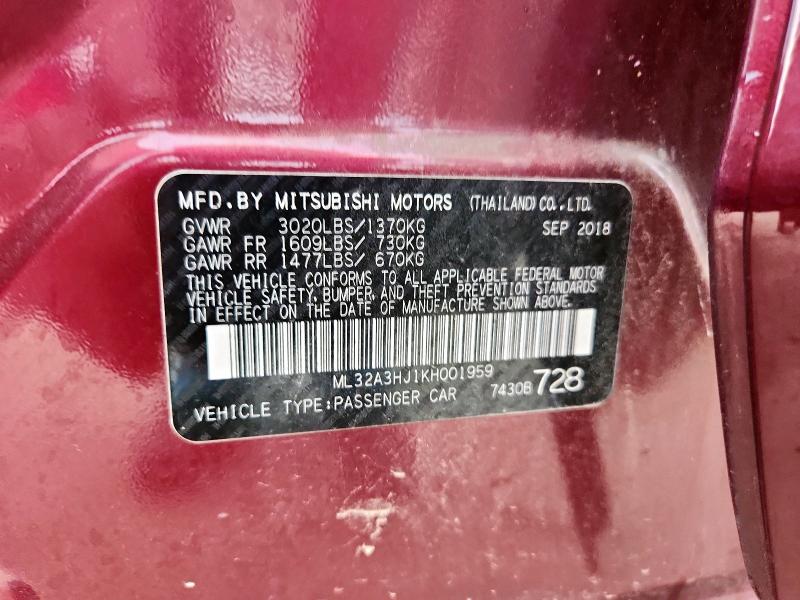 MFD. BY MITSUBISHI MOTORS (THAILAND) CO., LTD.
GVWR 3020LBS/1370KG SEP 2018
GAWR FR 1609LBS/ 730KG
GAWR RR 1477LBS/ 670KG
THIS VEHICLE CONFORMS TO ALL APPLICABLE FEDERAL MOTOR
VEHICLE SAFETY, BUMPER, AND THEFT PREVENTION STANDARDS
IN EFFECT ON THE DATE OF MANUFACTURE SHOWN ABOVE.
ML32A3HJ1KH001959
VEHICLE TYPE:PASSENGER CAR 7430B 728